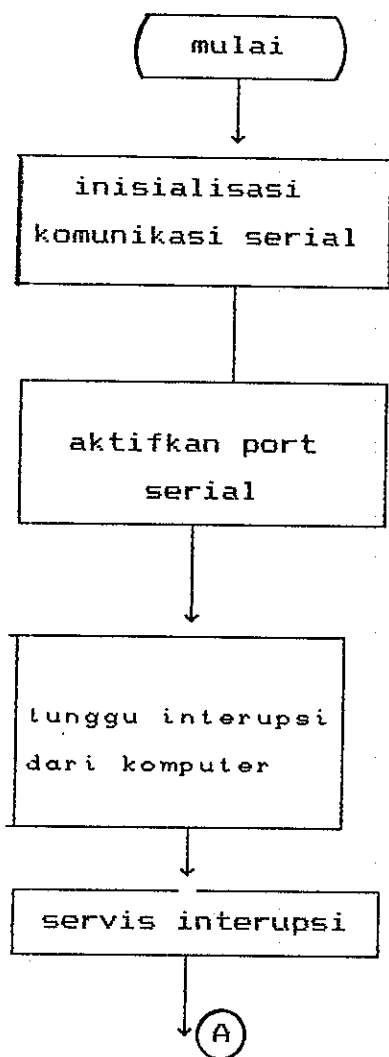 mulai
inisialisasi
komunikasi serial
aktifkan port
serial
tunggu interupsi
dari komputer
servis interupsi
A